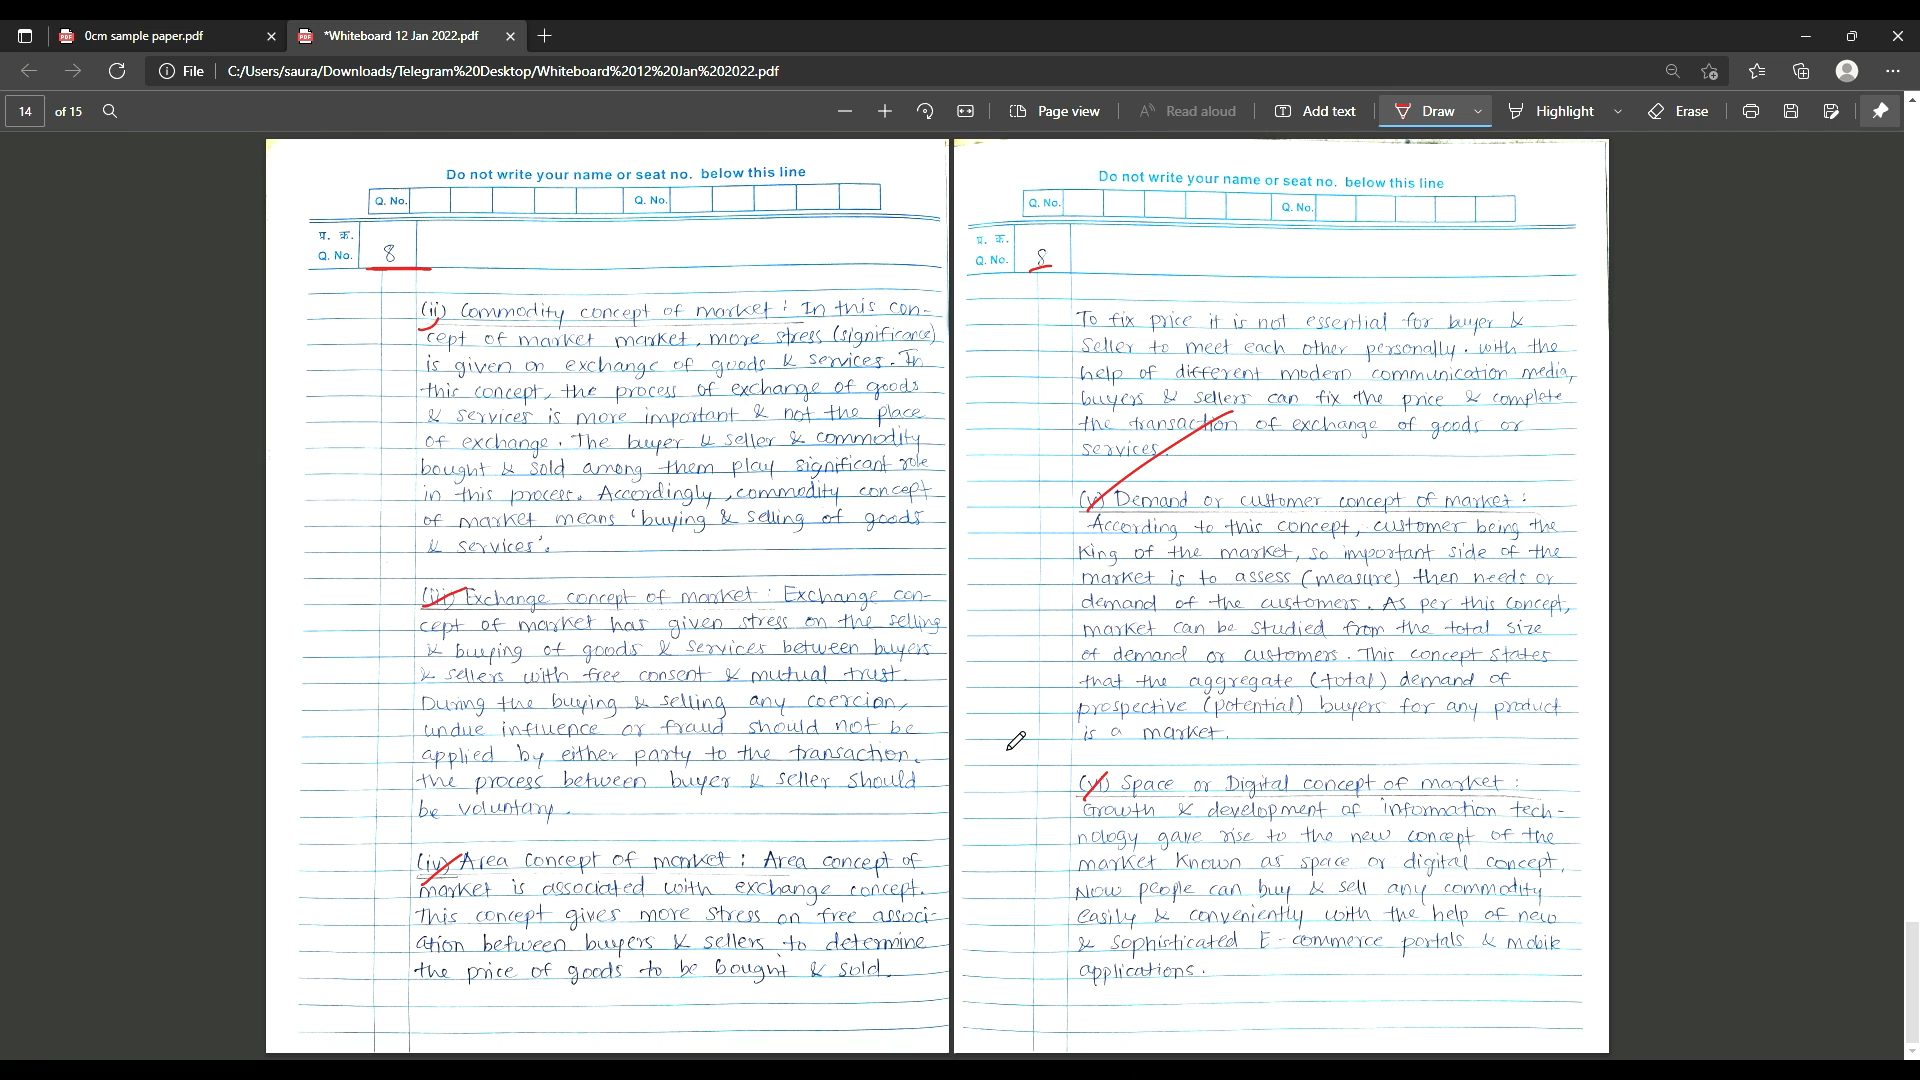 0cm sample paper.pdf
*Whiteboard 12 Jan 2022.pdf
File
C:/Users/saura/Downloads/Telegram%20Desktop/Whiteboard%2012%20Jan%202022.pdf
14 of 15
Page view
Read aloud
Add text
Draw
Highlight
Erase
Do not write your name or seat no. below this line
Q. No.
Q. No.
प्र. क्र.
Q. No. 8
(ii) Commodity concept of market : In this con-
cept of market market, more stress (significance)
is given on exchange of goods & services. In
this concept, the process of exchange of goods
& services is more important & not the place
of exchange. The buyer & seller & commodity
bought & sold among them play significant role
in this process. Accordingly, commodity concept
of market means 'buying & selling of goods
& services'.
(iii) Exchange concept of market : Exchange con-
cept of market has given stress on the selling
& buying of goods & services between buyers
& sellers with free consent & mutual trust.
During the buying & selling any coercion,
undue influence or fraud should not be
applied by either party to the transaction.
the process between buyer & seller should
be voluntary.
(iv) Area concept of market : Area concept of
market is associated with exchange concept.
This concept gives more stress on free associ-
ation between buyers & sellers to determine
the price of goods to be bought & sold.
Do not write your name or seat no. below this line
Q. No.
Q. No.
प्र. क्र.
Q. No. 8
To fix price it is not essential for buyer &
seller to meet each other personally. with the
help of different modern communication media,
buyers & sellers can fix the price & complete
the transaction of exchange of goods or
services.
(v) Demand or customer concept of market :
According to this concept, customer being the
King of the market, so important side of the
market is to assess (measure) then needs or
demand of the customers. As per this concept,
market can be studied from the total size
of demand or customers. This concept states
that the aggregate (total) demand of
prospective (potential) buyers for any product
is a market.
(vi) Space or Digital concept of market :
Growth & development of information tech-
nology gave rise to the new concept of the
market known as space or digital concept.
Now people can buy & sell any commodity
easily & conveniently with the help of new
& sophisticated E-commerce portals & mobile
applications.